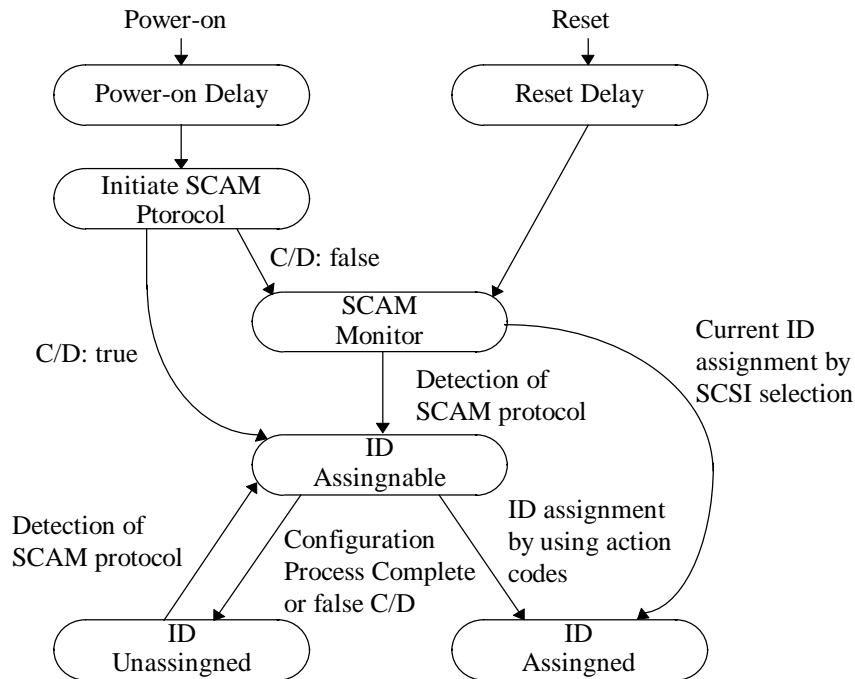 Power-on
Reset
Power-on Delay
Reset Delay
Initiate SCAM
Ptorocol
C/D: false
SCAM
Monitor
C/D: true
Current ID
assignment by
SCSI selection
Detection of
SCAM protocol
ID
Assingnable
Detection of
SCAM protocol
Configuration
Process Complete
or false C/D
ID assignment
by using action
codes
ID
Unassingned
ID
Assingned